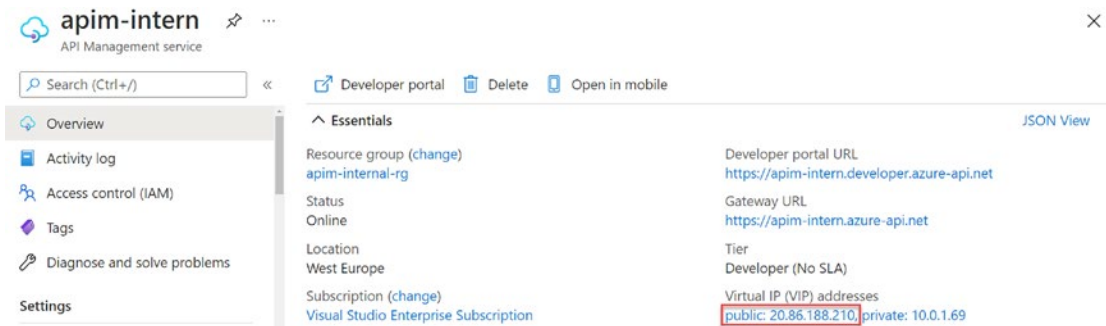 apim-intern
API Management service
Search (Ctrl+/)
Overview
Activity log
Access control (IAM)
Tags
Diagnose and solve problems
Settings
Developer portal
Delete
Open in mobile
Essentials
JSON View
Resource group (change)
apim-internal-rg
Status
Online
Location
West Europe
Subscription (change)
Visual Studio Enterprise Subscription
Developer portal URL
https://apim-intern.developer.azure-api.net
Gateway URL
https://apim-intern.azure-api.net
Tier
Developer (No SLA)
Virtual IP (VIP) addresses
public: 20.86.188.210, private: 10.0.1.69